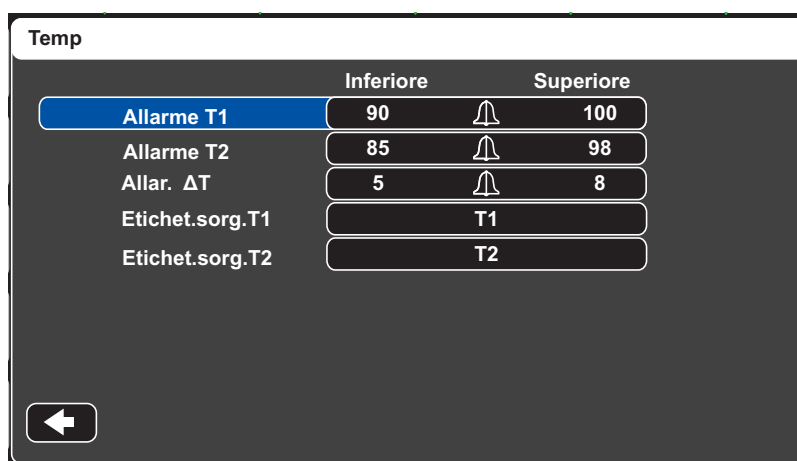 Temp
Inferiore Superiore
Allarme T1 90 100
Allarme T2 85 98
Allar. ΔT 5 8
Etichet.sorg.T1 T1
Etichet.sorg.T2 T2